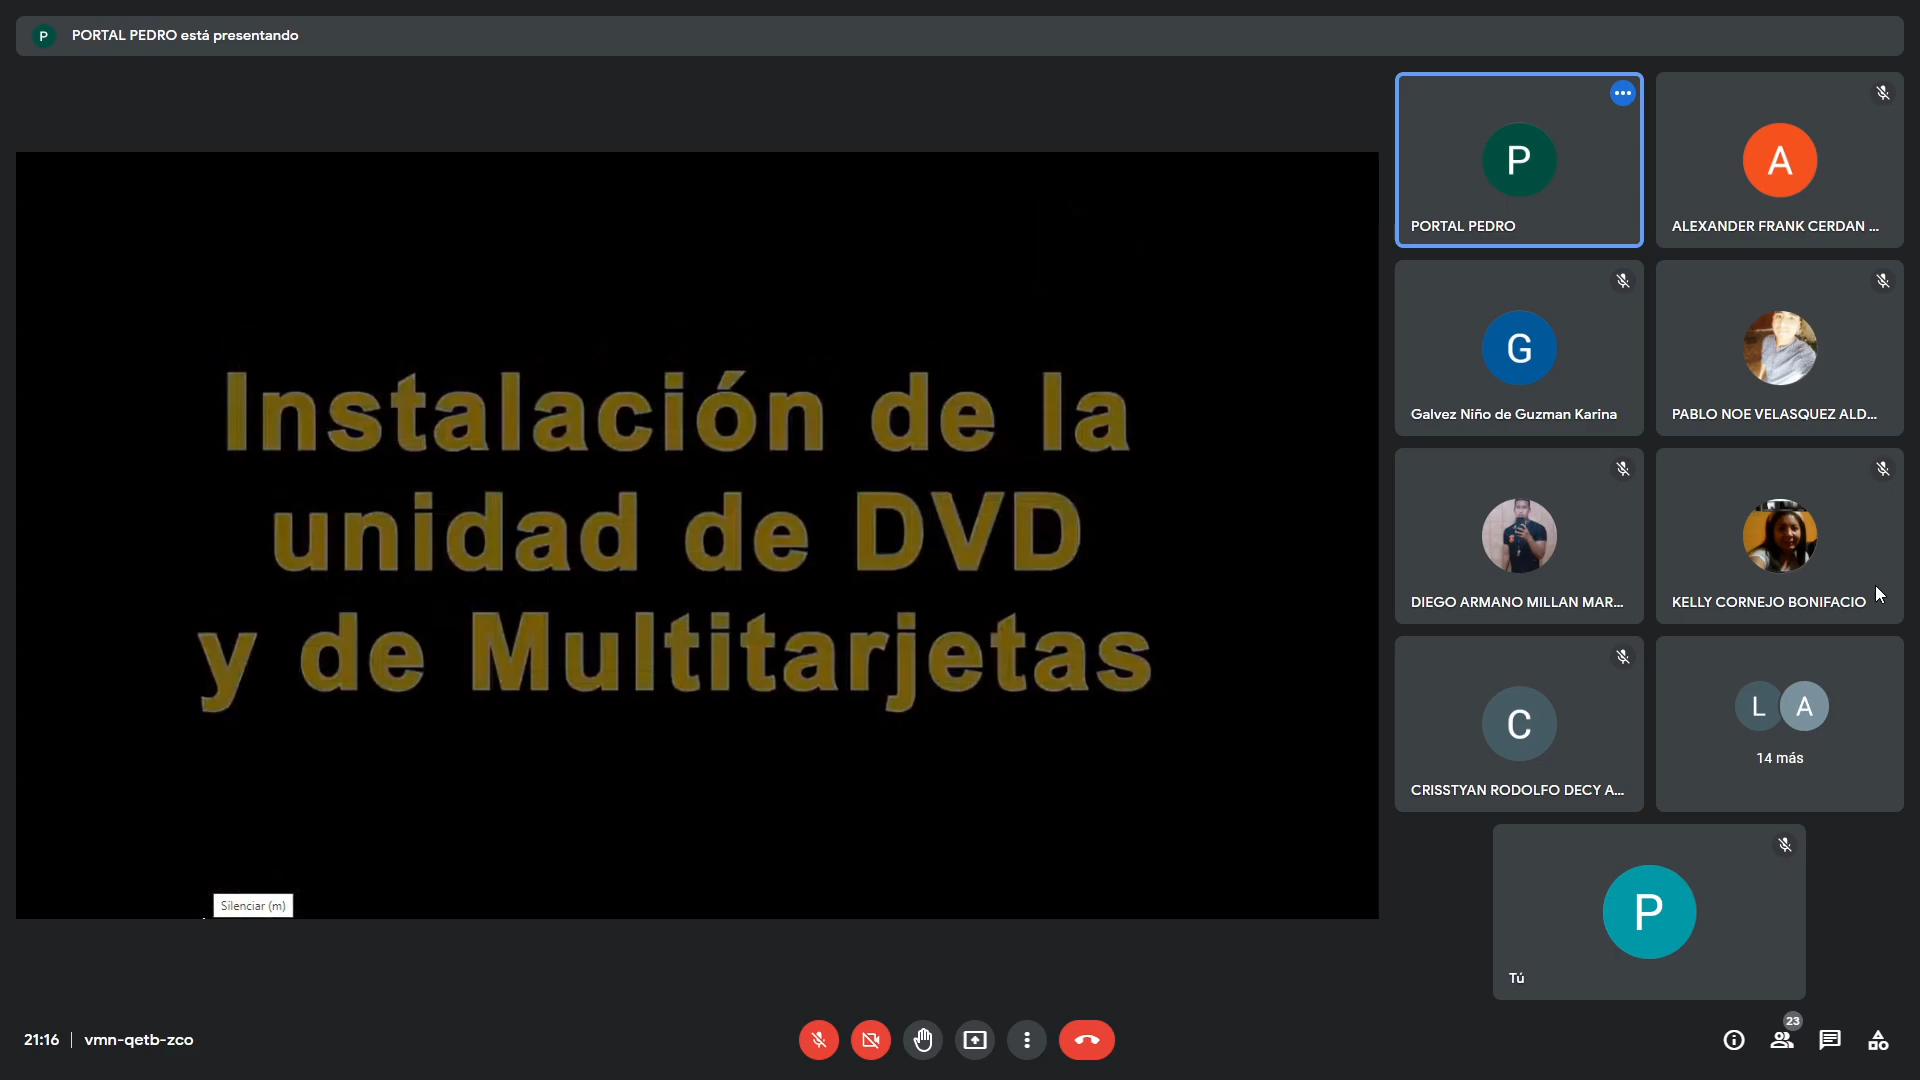 P PORTAL PEDRO está presentando
Instalación de la
unidad de DVD
y de Multitarjetas
Silenciar (m)
P
PORTAL PEDRO
A
ALEXANDER FRANK CERDAN ...
G
Galvez Niño de Guzman Karina
PABLO NOE VELASQUEZ ALD...
DIEGO ARMANO MILLAN MAR...
KELLY CORNEJO BONIFACIO
C
CRISSTYAN RODOLFO DECY A...
L A
14 más
P
Tú
21:16 | vmn-qetb-zco
23